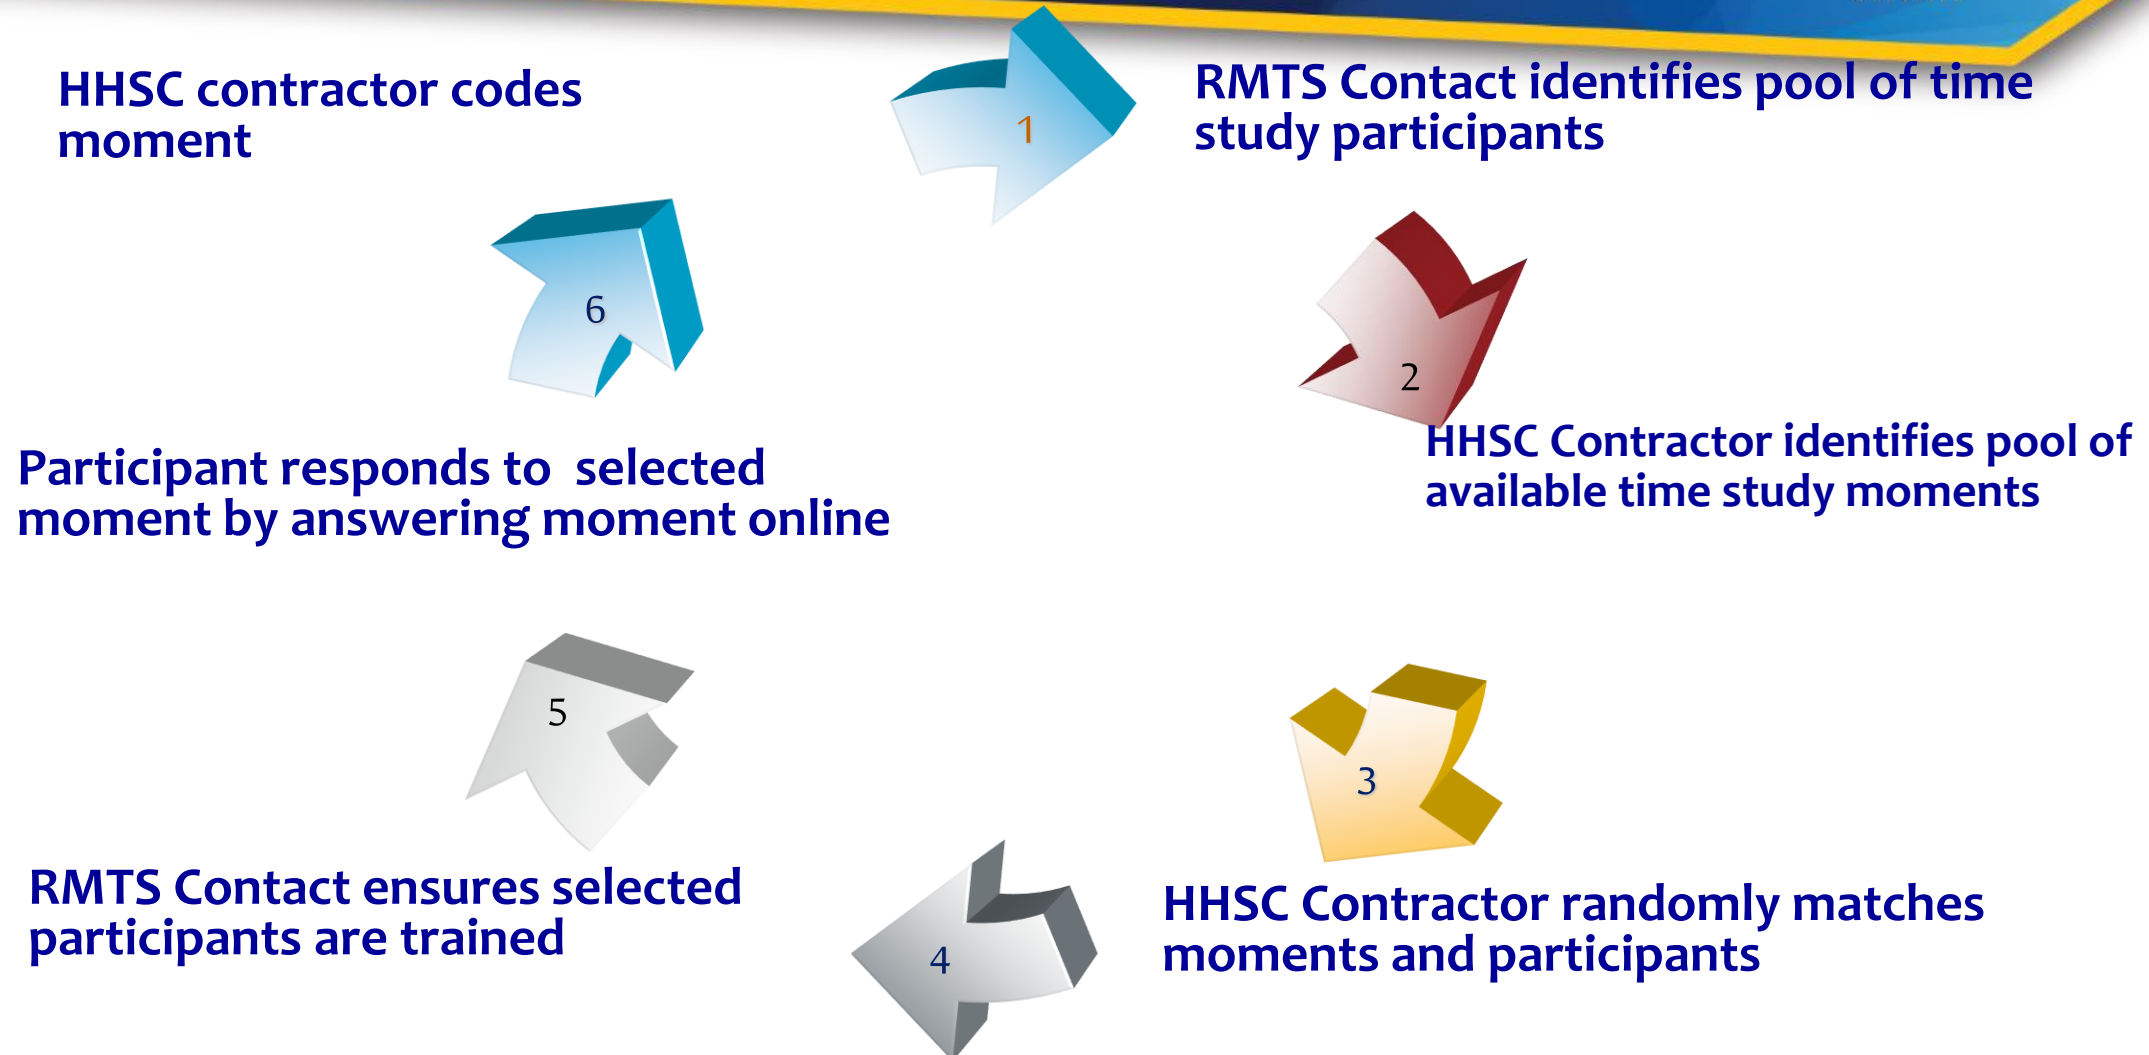 1
RMTS Contact identifies pool of time
study participants
2
HHSC Contractor identifies pool of
available time study moments
3
HHSC Contractor randomly matches
moments and participants
4
RMTS Contact ensures selected
participants are trained
5
Participant responds to  selected
moment by answering moment online
6
HHSC contractor codes
moment